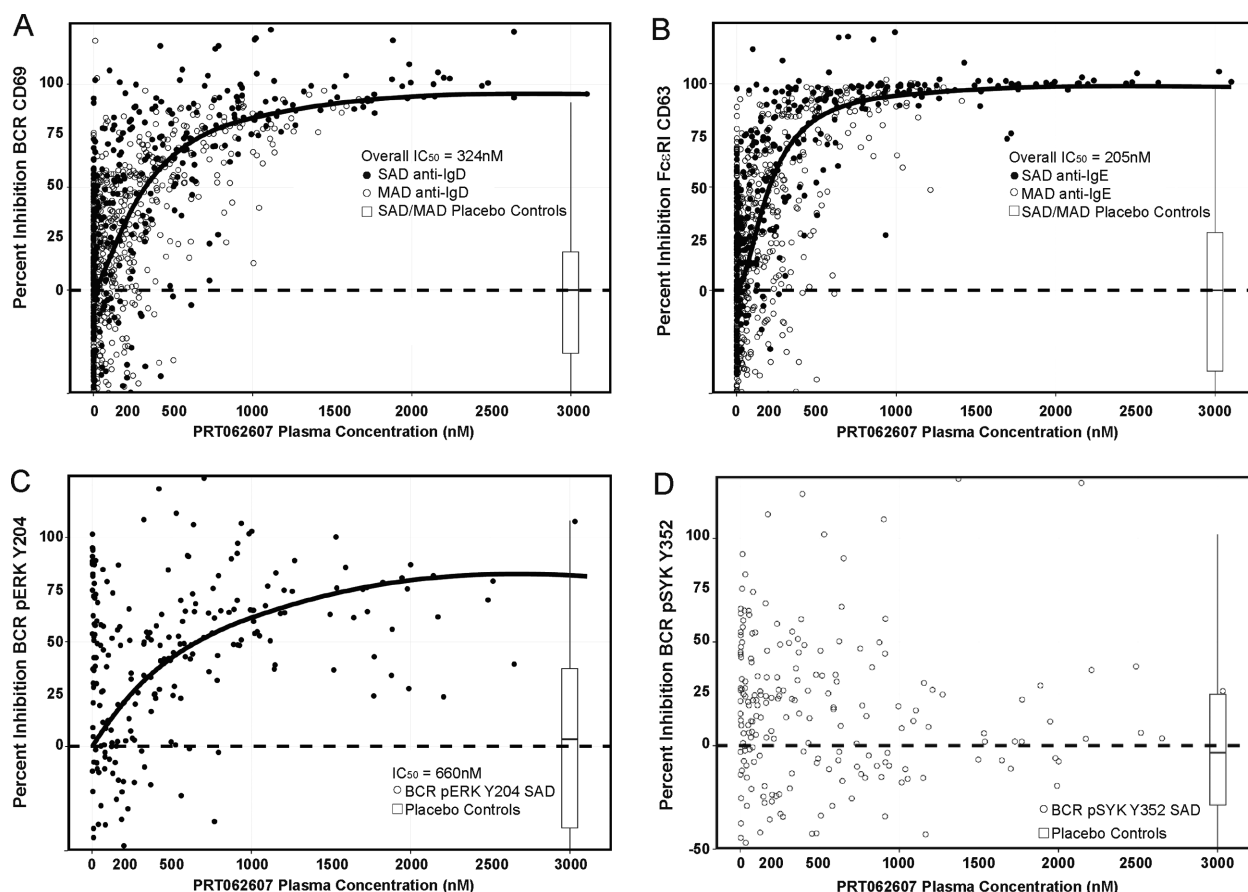 A
Percent Inhibition BCR CD69
100
75
50
25
0
Overall IC50 = 324nM
SAD anti-IgD
MAD anti-IgD
SAD/MAD Placebo Controls
0 200 500 1000 1500 2000 2500 3000
PRT062607 Plasma Concentration (nM)
B
Percent Inhibition FcεRI CD63
100
75
50
25
0
Overall IC50 = 205nM
SAD anti-IgE
MAD anti-IgE
SAD/MAD Placebo Controls
0 200 500 1000 1500 2000 2500 3000
PRT062607 Plasma Concentration (nM)
C
Percent Inhibition BCR pERK Y204
100
75
50
25
0
IC50 = 660nM
BCR pERK Y204 SAD
Placebo Controls
0 200 500 1000 1500 2000 2500 3000
PRT062607 Plasma Concentration (nM)
D
Percent Inhibition BCR pSYK Y352
100
50
25
0
-50
BCR pSYK Y352 SAD
Placebo Controls
0 200 500 1000 1500 2000 2500 3000
PRT062607 Plasma Concentration (nM)